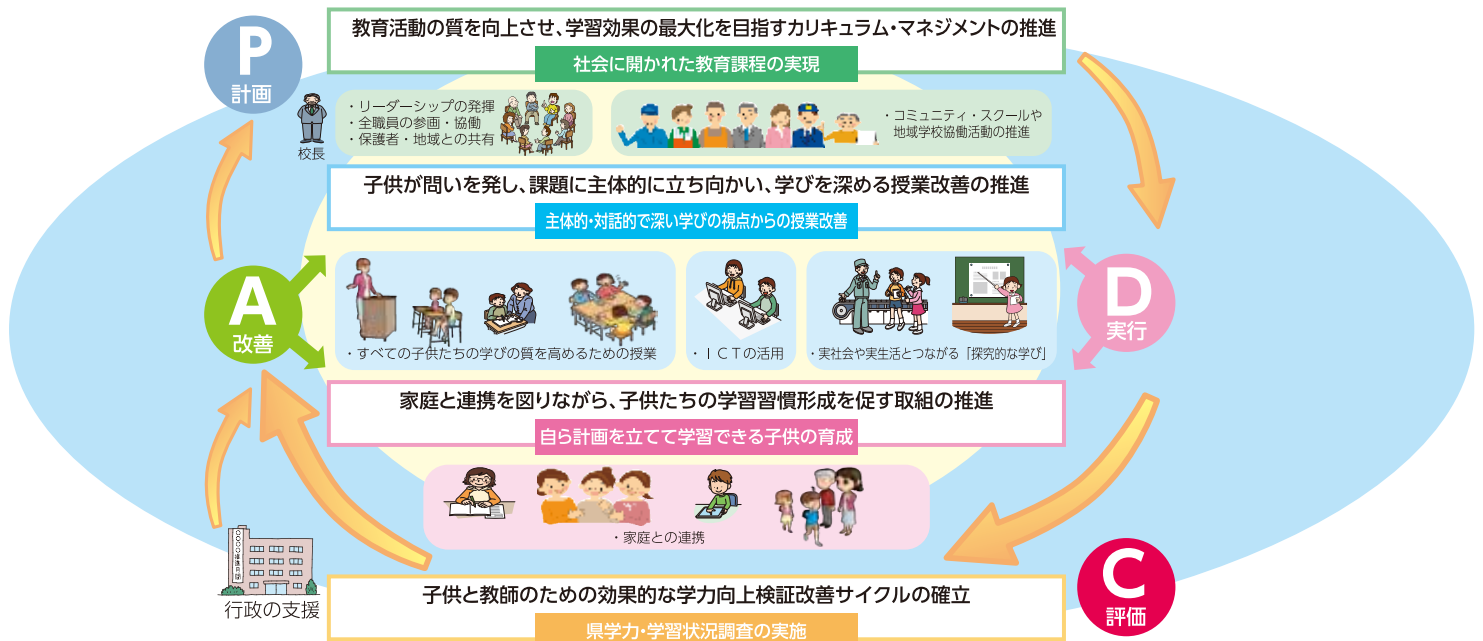 教育活動の質を向上させ、学習効果の最大化を目指すカリキュラム・マネジメントの推進
社会に開かれた教育課程の実現
P
計画
校長
・リーダーシップの発揮
・全職員の参画・協働
・保護者・地域との共有
・コミュニティ・スクールや
地域学校協働活動の推進
子供が問いを発し、課題に主体的に立ち向かい、学びを深める授業改善の推進
主体的・対話的で深い学びの視点からの授業改善
A
改善
D
実行
・すべての子供たちの学びの質を高めるための授業
・ICTの活用
・実社会や実生活とつながる「探究的な学び」
家庭と連携を図りながら、子供たちの学習習慣形成を促す取組の推進
自ら計画を立てて学習できる子供の育成
・家庭との連携
行政の支援
子供と教師のための効果的な学力向上検証改善サイクルの確立
県学力・学習状況調査の実施
C
評価